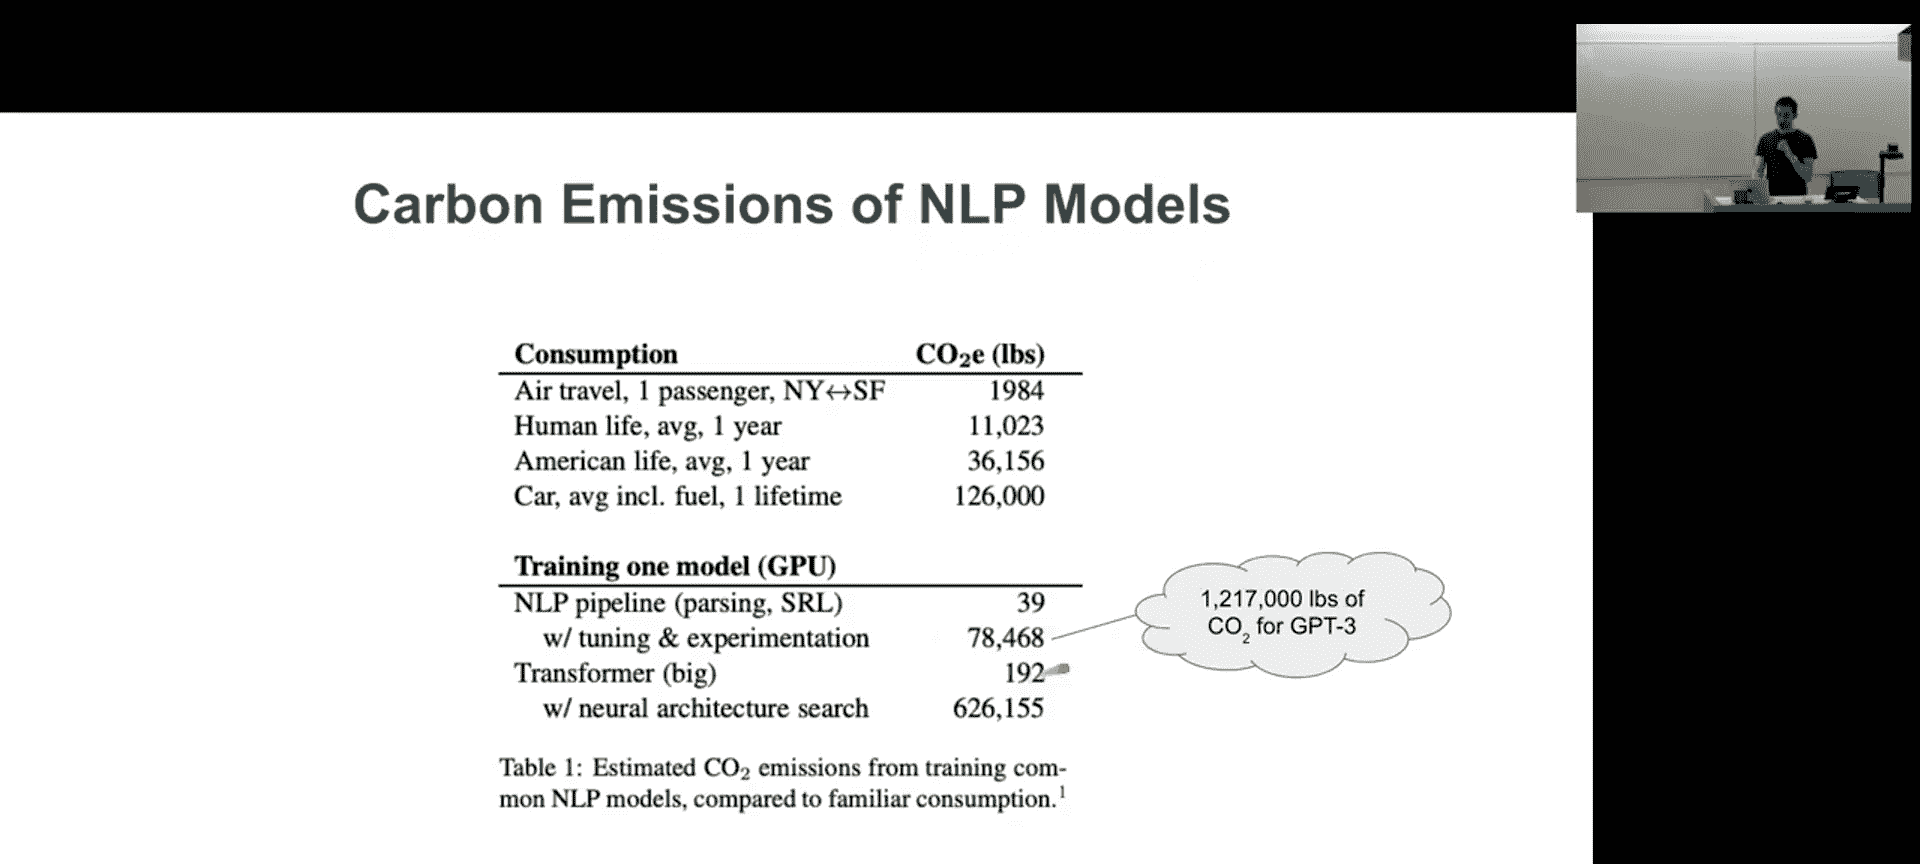 Carbon Emissions of NLP Models
Consumption CO₂e (lbs)
Air travel, 1 passenger, NY↔SF 1984
Human life, avg, 1 year 11,023
American life, avg, 1 year 36,156
Car, avg incl. fuel, 1 lifetime 126,000
Training one model (GPU)
NLP pipeline (parsing, SRL) 39
w/ tuning & experimentation 78,468
Transformer (big) 192
w/ neural architecture search 626,155
1,217,000 lbs of
CO₂ for GPT-3
Table 1: Estimated CO₂ emissions from training com-
mon NLP models, compared to familiar consumption.¹